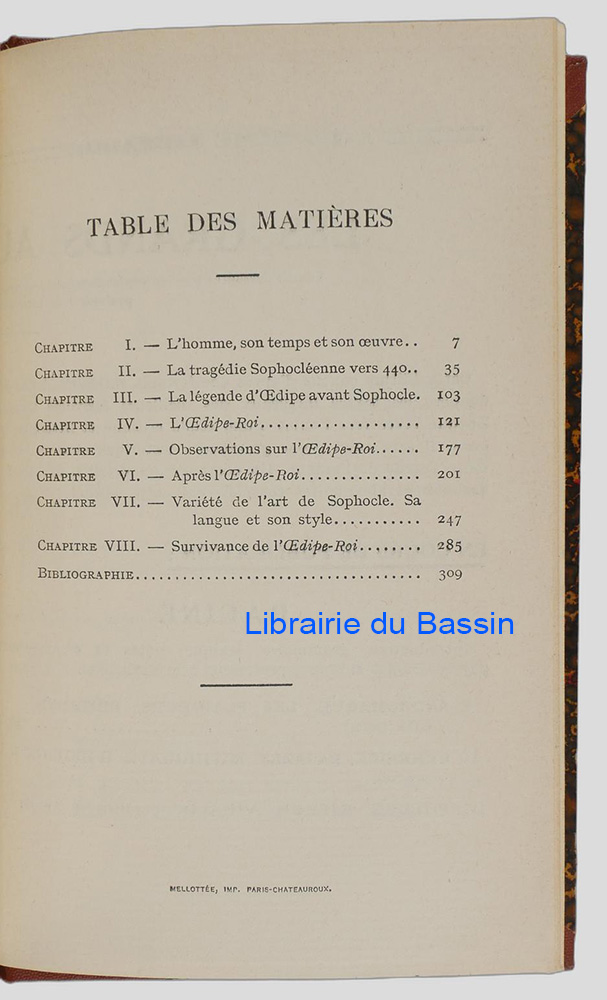 TABLE DES MATIÈRES
CHAPITRE I. — L'homme, son temps et son œuvre.. 7
CHAPITRE II. — La tragédie Sophocléenne vers 440.. 35
CHAPITRE III. — La légende d'Œdipe avant Sophocle. 103
CHAPITRE IV. — L'Œdipe-Roi.................... 121
CHAPITRE V. — Observations sur l'Œdipe-Roi...... 177
CHAPITRE VI. — Après l'Œdipe-Roi............... 201
CHAPITRE VII. — Variété de l'art de Sophocle. Sa
langue et son style........... 247
CHAPITRE VIII. — Survivance de l'Œdipe-Roi........ 285
BIBLIOGRAPHIE.................................... 309
Librairie du Bassin
MELLOTTÉE, IMP. PARIS-CHATEAUROUX.